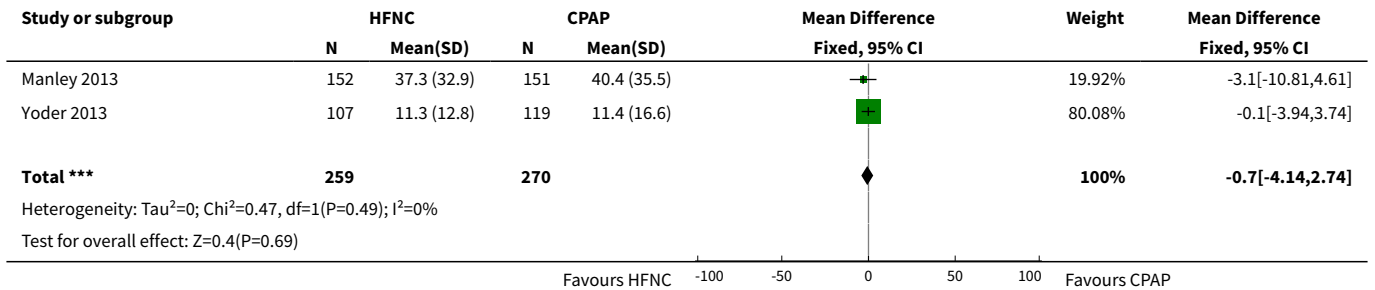 Study or subgroup HFNC CPAP Mean Difference Weight Mean Difference
N Mean(SD) N Mean(SD) Fixed, 95% CI Fixed, 95% CI
Manley 2013 152 37.3 (32.9) 151 40.4 (35.5) 19.92% -3.1[-10.81,4.61]
Yoder 2013 107 11.3 (12.8) 119 11.4 (16.6) 80.08% -0.1[-3.94,3.74]
Total *** 259 270 100% -0.7[-4.14,2.74]
Heterogeneity: Tau²=0; Chi²=0.47, df=1(P=0.49); I²=0%
Test for overall effect: Z=0.4(P=0.69)
Favours HFNC -100 -50 0 50 100 Favours CPAP